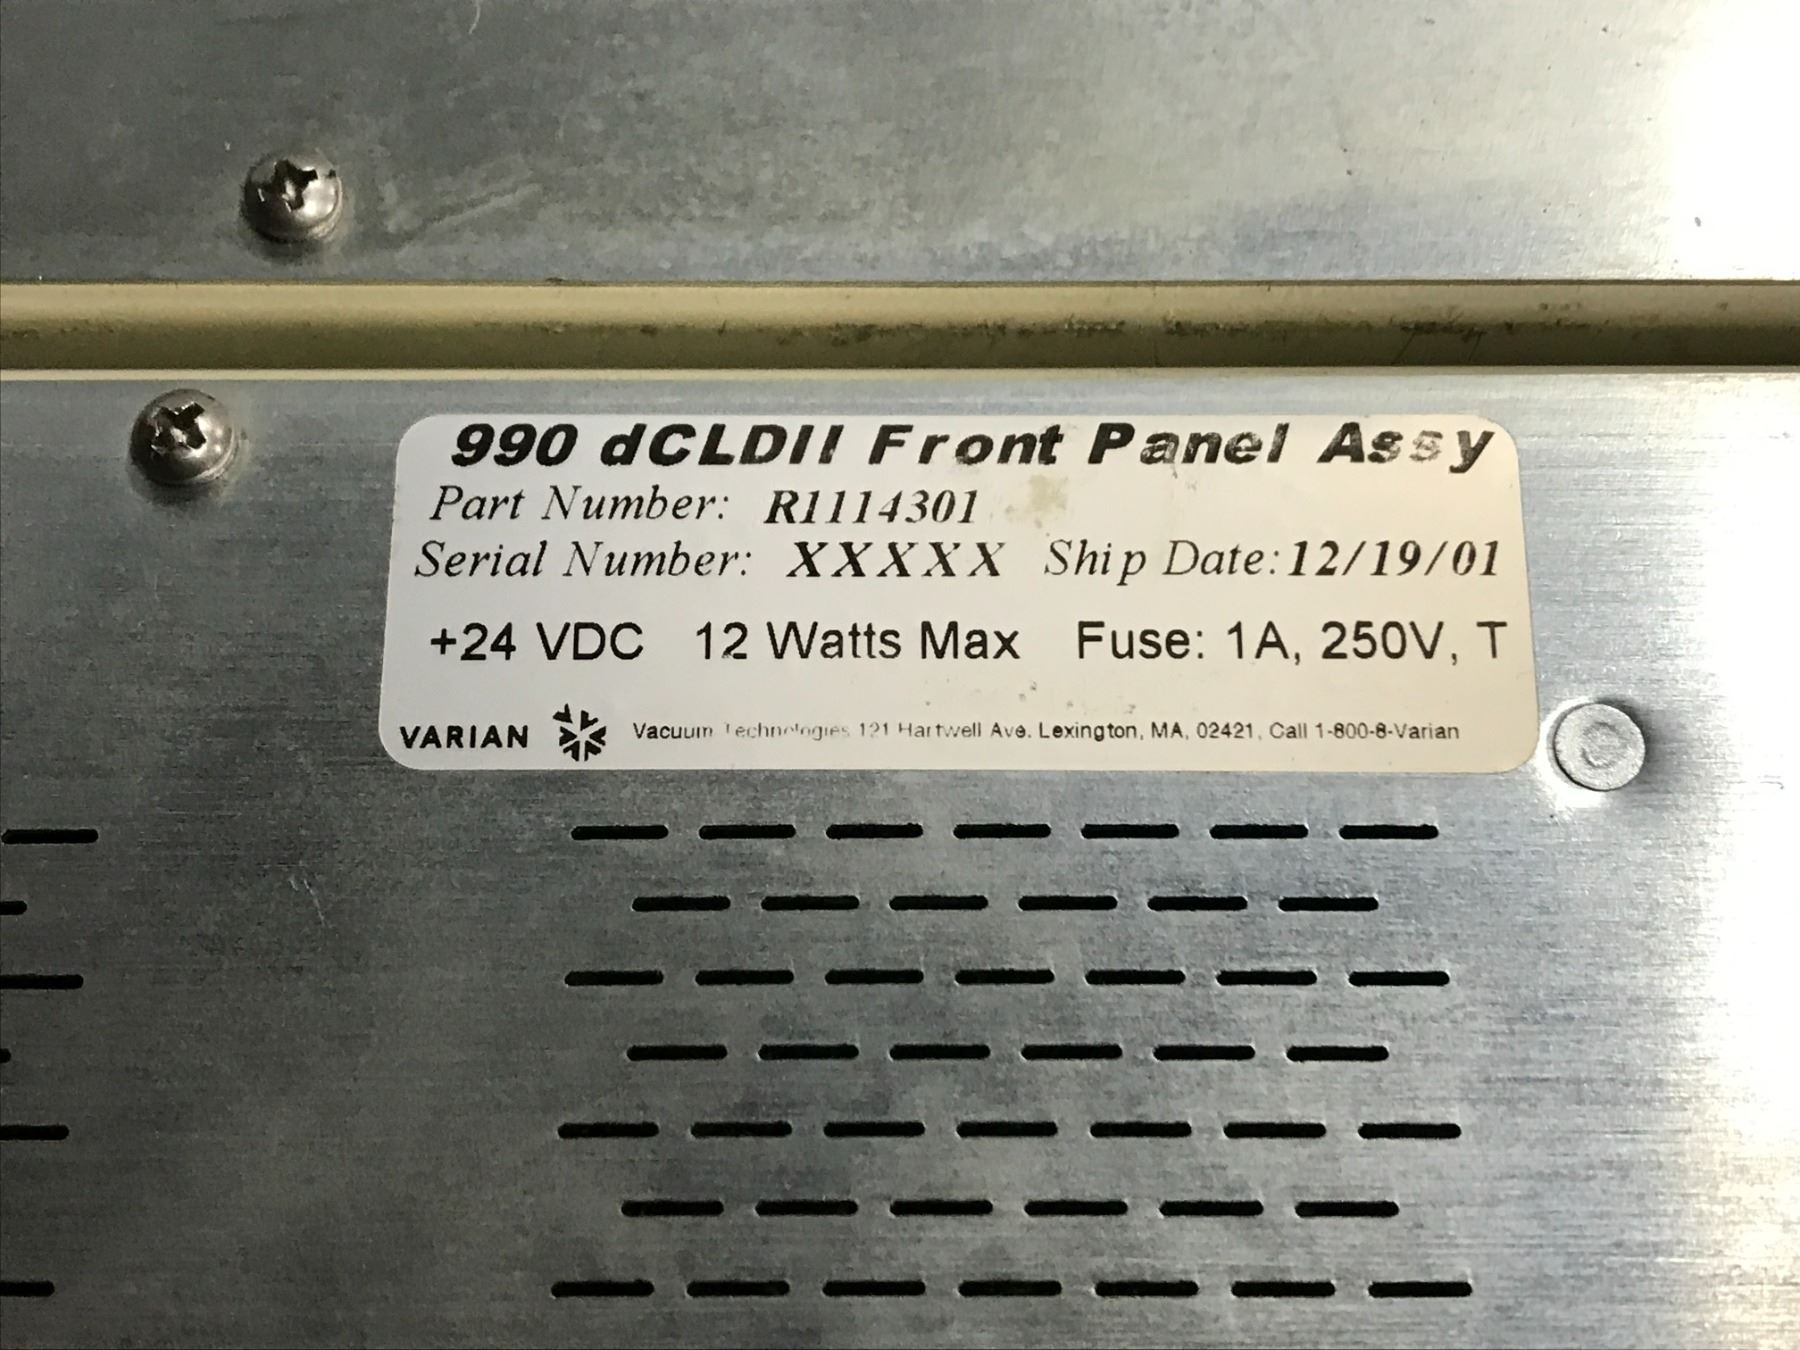 990 dCLDII Front Panel Assy
Part Number: R1114301
Serial Number: XXXXX Ship Date: 12/19/01
+24 VDC 12 Watts Max Fuse: 1A, 250V, T
VARIAN Vacuum Technologies 121 Hartwell Ave. Lexington, MA, 02421, Call 1-800-8-Varian